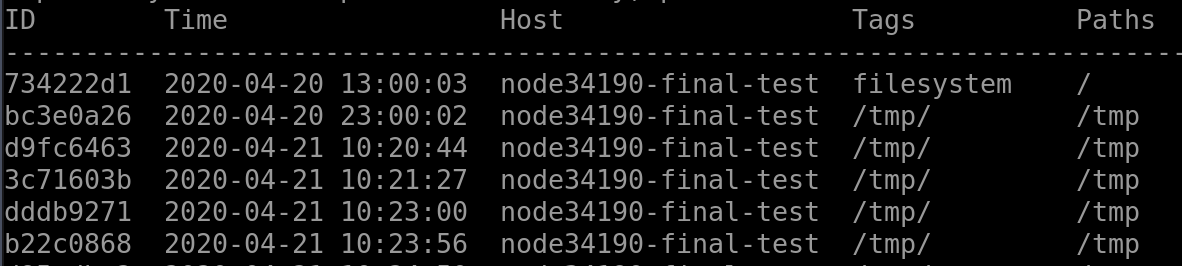 ID Time Host Tags Paths
--------------------------------------------------------------------------
734222d1 2020-04-20 13:00:03 node34190-final-test filesystem /
bc3e0a26 2020-04-20 23:00:02 node34190-final-test /tmp/ /tmp
d9fc6463 2020-04-21 10:20:44 node34190-final-test /tmp/ /tmp
3c71603b 2020-04-21 10:21:27 node34190-final-test /tmp/ /tmp
dddb9271 2020-04-21 10:23:00 node34190-final-test /tmp/ /tmp
b22c0868 2020-04-21 10:23:56 node34190-final-test /tmp/ /tmp